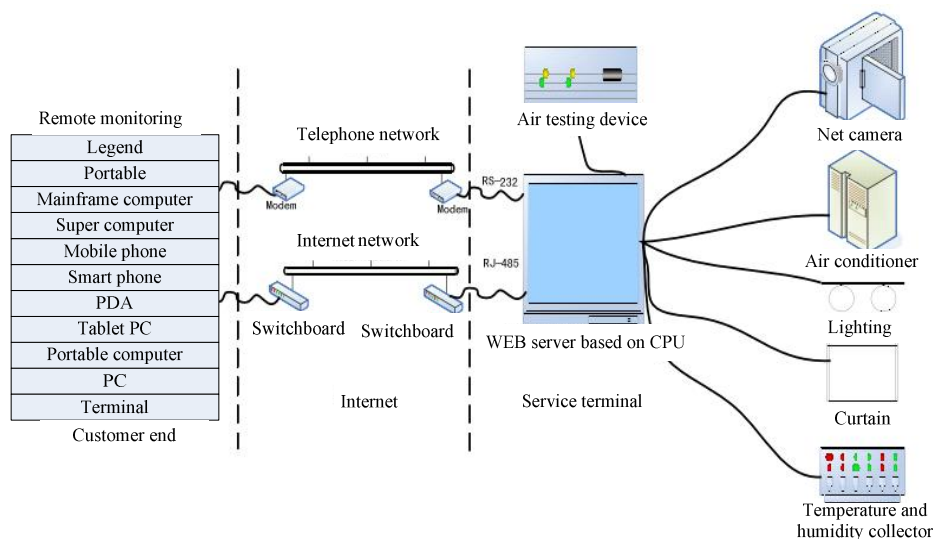 Remote monitoring
Legend
Portable
Mainframe computer
Super computer
Mobile phone
Smart phone
PDA
Tablet PC
Portable computer
PC
Terminal
Customer end
Telephone network
Modem
Modem
RS-232
Internet network
RJ-485
Switchboard
Switchboard
Internet
Air testing device
WEB server based on CPU
Service terminal
Net camera
Air conditioner
Lighting
Curtain
Temperature and
humidity collector